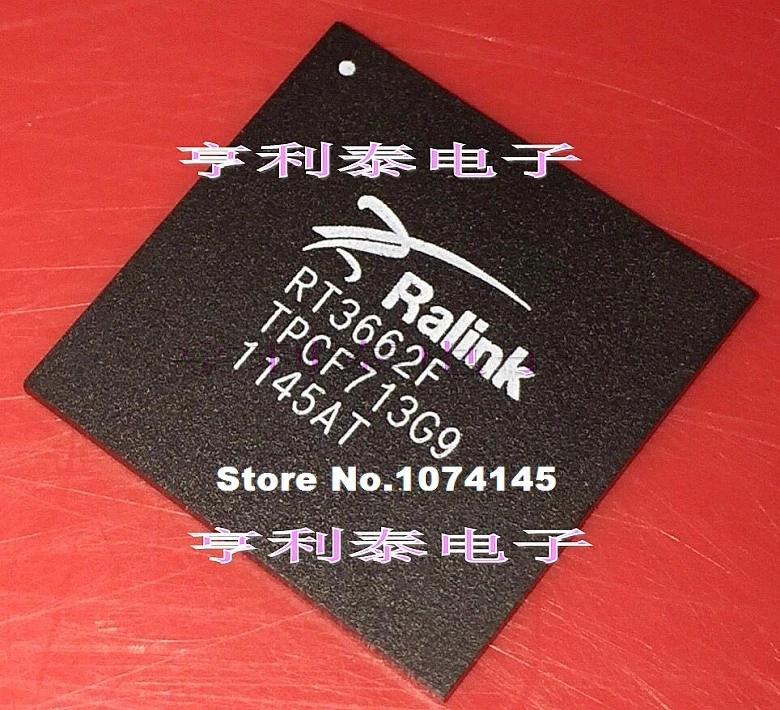 亨利泰电子
Ralink
RT3662F
TPCF713G9
1145AT
Store No.1074145
亨利泰电子